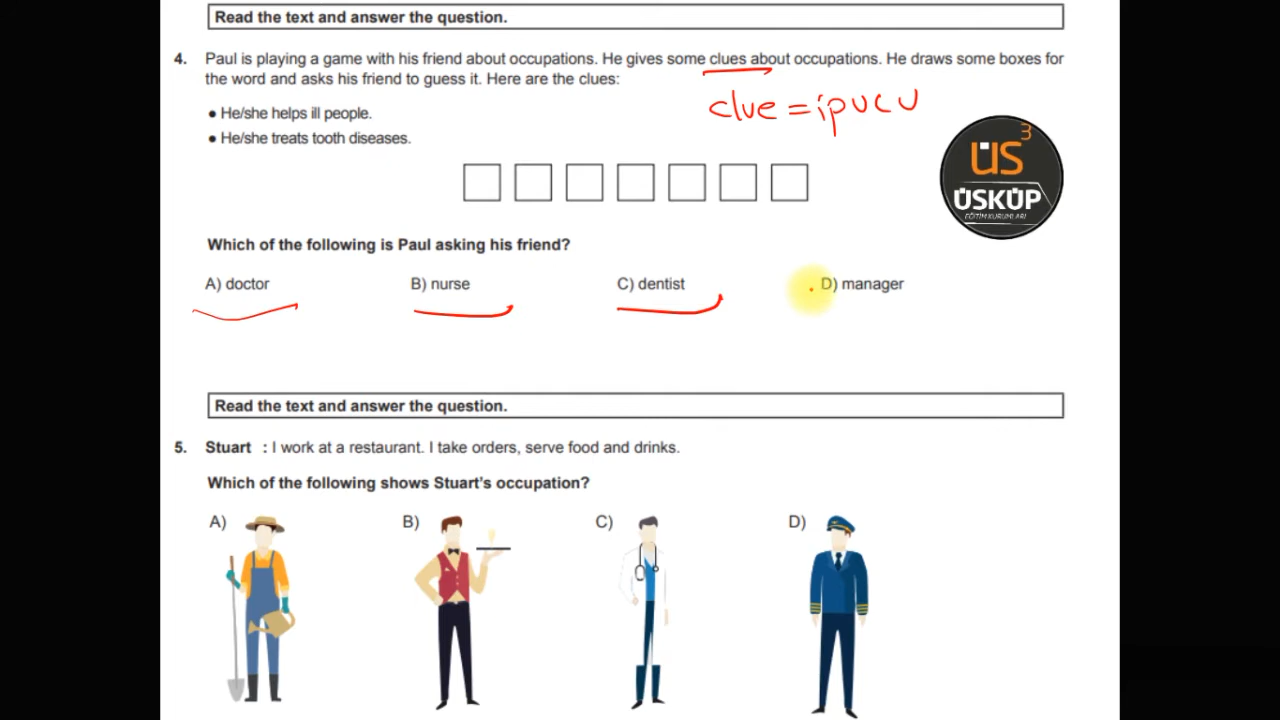 Read the text and answer the question.
4. Paul is playing a game with his friend about occupations. He gives some clues about occupations. He draws some boxes for
the word and asks his friend to guess it. Here are the clues:
clue = ipucu
• He/she helps ill people.
• He/she treats tooth diseases.
ÜS3
ÜSKÜP
EĞİTİM KURUMLARI
Which of the following is Paul asking his friend?
A) doctor B) nurse C) dentist D) manager
Read the text and answer the question.
5. Stuart : I work at a restaurant. I take orders, serve food and drinks.
Which of the following shows Stuart's occupation?
A) B) C) D)